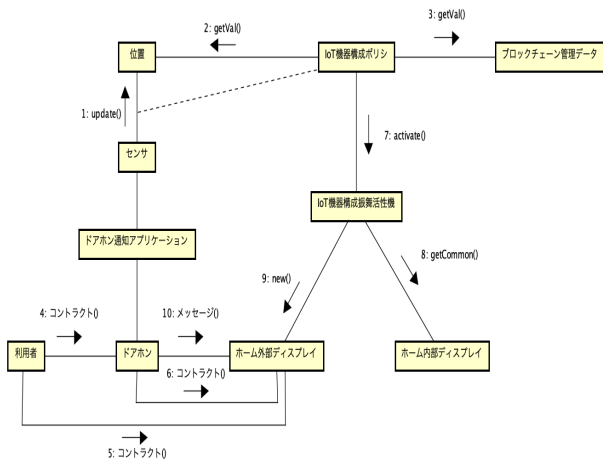 2: getVal()
3: getVal()
位置
IoT機器構成ポリシ
ブロックチェーン管理データ
1: update()
7: activate()
センサ
IoT機器構成振舞活性機
ドアホン通知アプリケーション
8: getCommon()
9: new()
4: コントラクト()
10: メッセージ()
利用者
ドアホン
ホーム外部ディスプレイ
ホーム内部ディスプレイ
6: コントラクト()
5: コントラクト()